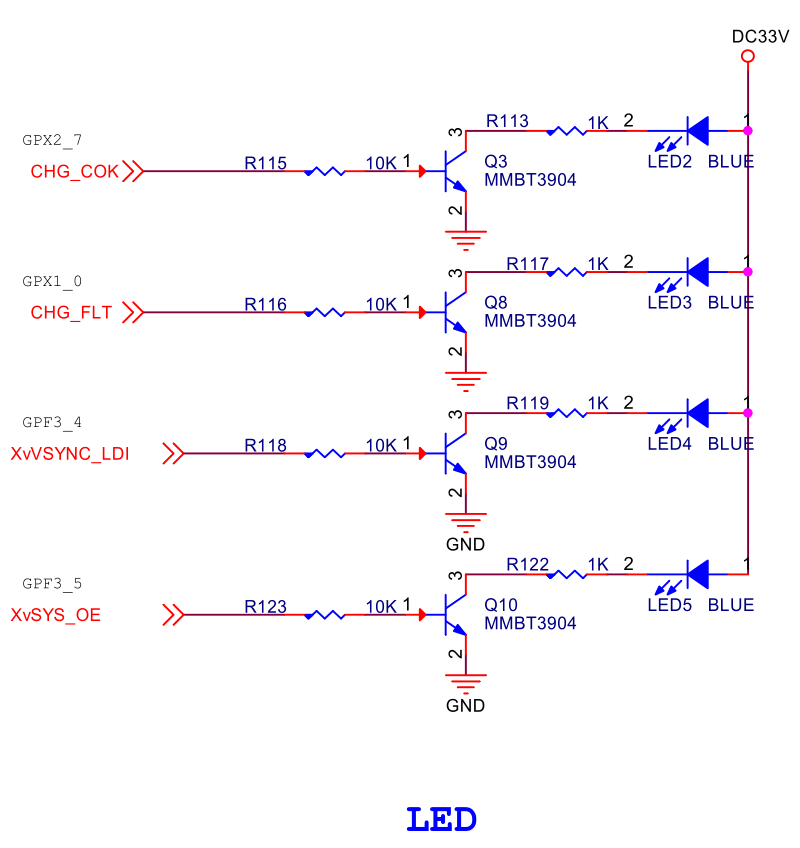 DC33V
GPX2_7
CHG_COK
R115
10K
1
3
2
Q3
MMBT3904
R113
1K
2
1
LED2
BLUE
GPX1_0
CHG_FLT
R116
10K
1
3
2
Q8
MMBT3904
R117
1K
2
1
LED3
BLUE
GPF3_4
XvVSYNC_LDI
R118
10K
1
3
2
Q9
MMBT3904
GND
R119
1K
2
1
LED4
BLUE
GPF3_5
XvSYS_OE
R123
10K
1
3
2
Q10
MMBT3904
GND
R122
1K
2
1
LED5
BLUE
LED